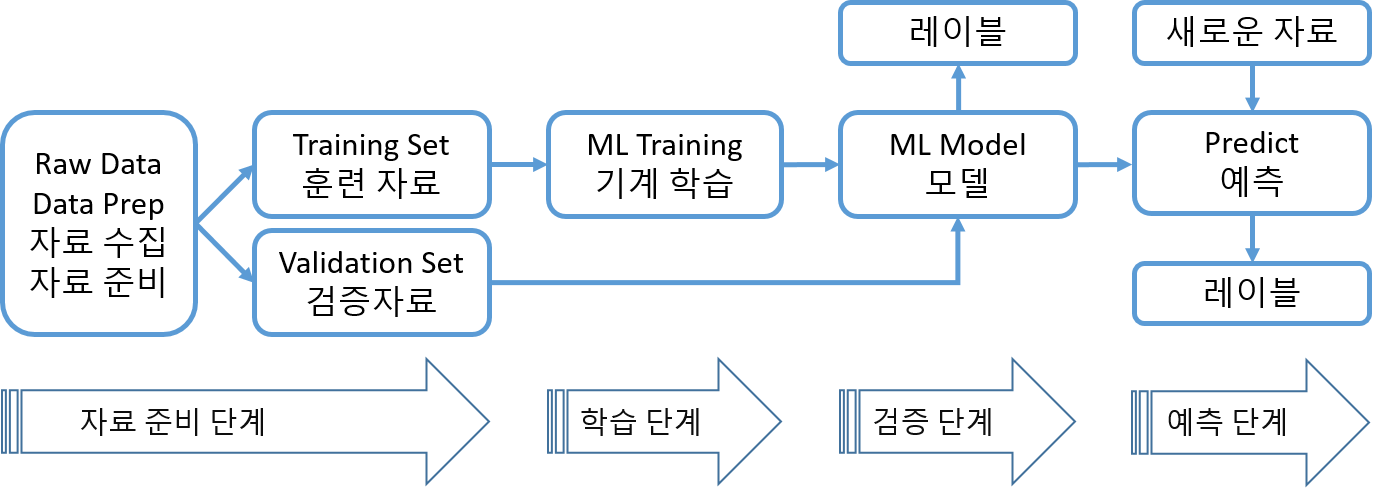 레이블
새로운 자료
Raw Data
Data Prep
자료 수집
자료 준비
Training Set
훈련 자료
ML Training
기계 학습
ML Model
모델
Predict
예측
Validation Set
검증자료
레이블
자료 준비 단계
학습 단계
검증 단계
예측 단계